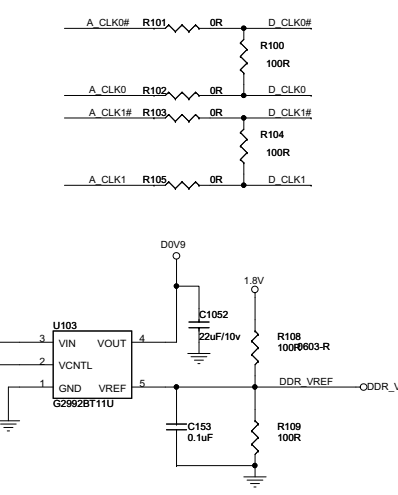 A_CLK0# R101 0R D_CLK0#
R100
100R
A_CLK0 R102 0R D_CLK0
A_CLK1# R103 0R D_CLK1#
R104
100R
A_CLK1 R105 0R D_CLK1
D0V9
1.8V
C1052
22uF/10v
U103
3 VIN VOUT 4
R108
100R 0603-R
2 VCNTL
1 GND VREF 5
DDR_VREF
G2992BT11U
C153
0.1uF
R109
100R